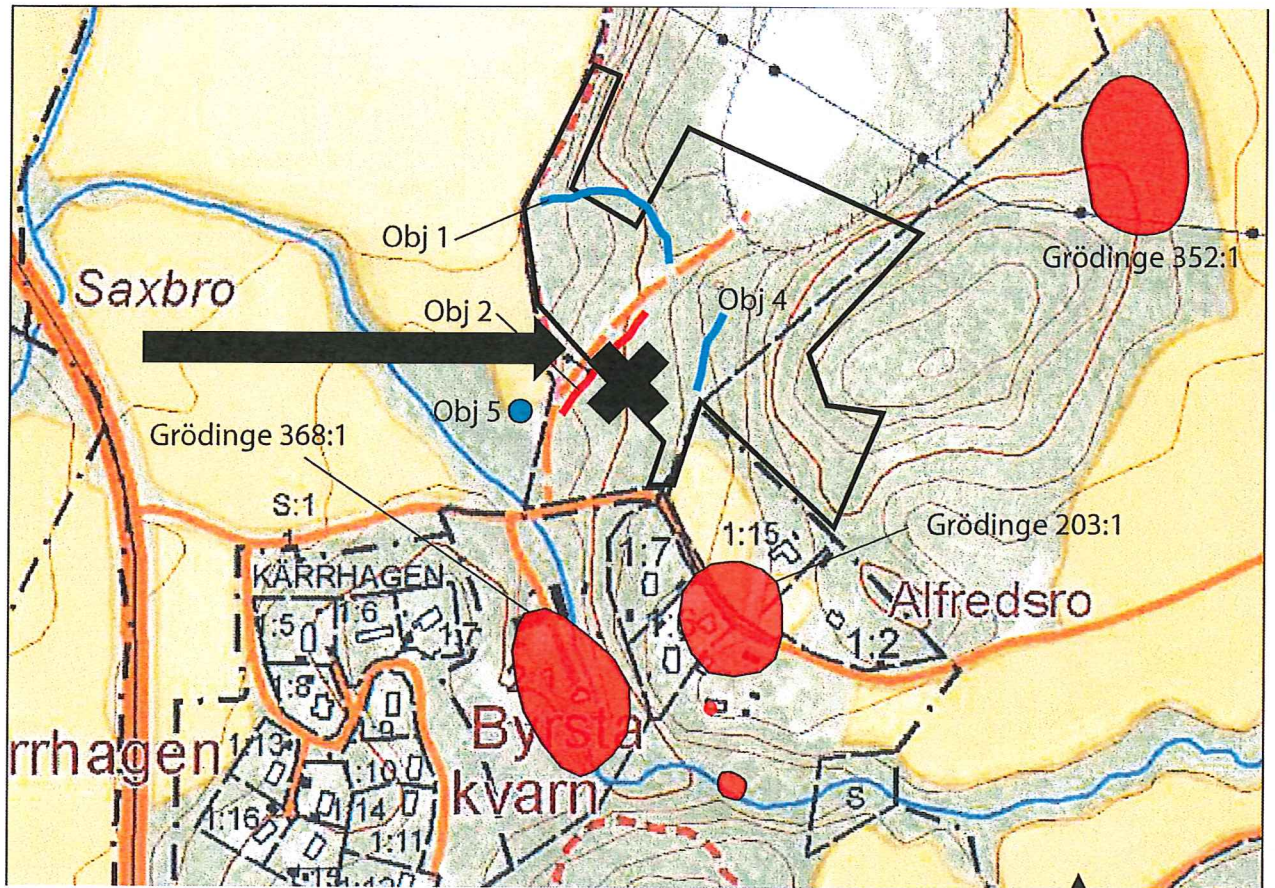 Obj 1
Grödinge 352:1
Saxbro
Obj 2
Obj 4
Obj 5
Grödinge 368:1
S:1
Grödinge 203:1
1:7
1:15
KÄRRHAGEN
1:5
1:6
1:7
Alfredsro
1:2
1:8
9
rrhagen
1:13
Byrsta
kvarn
:10
1:16
14
1:11
S